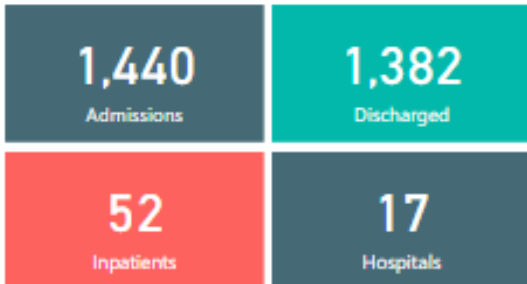 1,440
Admissions
1,382
Discharged
52
Inpatients
17
Hospitals